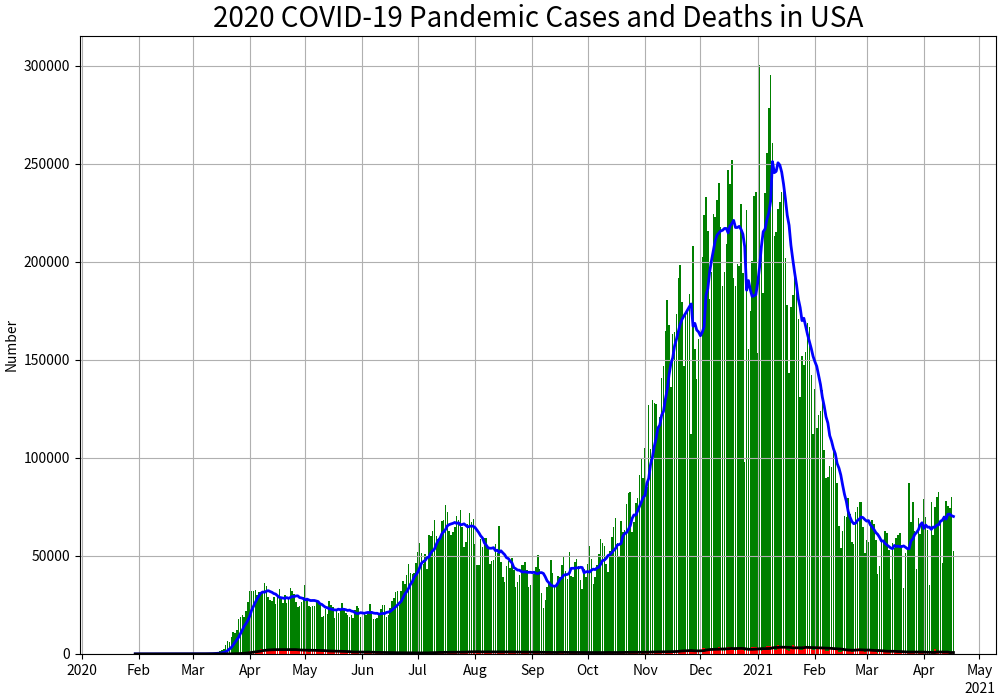 2020 COVID-19 Pandemic Cases and Deaths in USA
Number
300000
250000
200000
150000
100000
50000
0
2020 Feb Mar Apr May Jun Jul Aug Sep Oct Nov Dec 2021 Feb Mar Apr May
2021